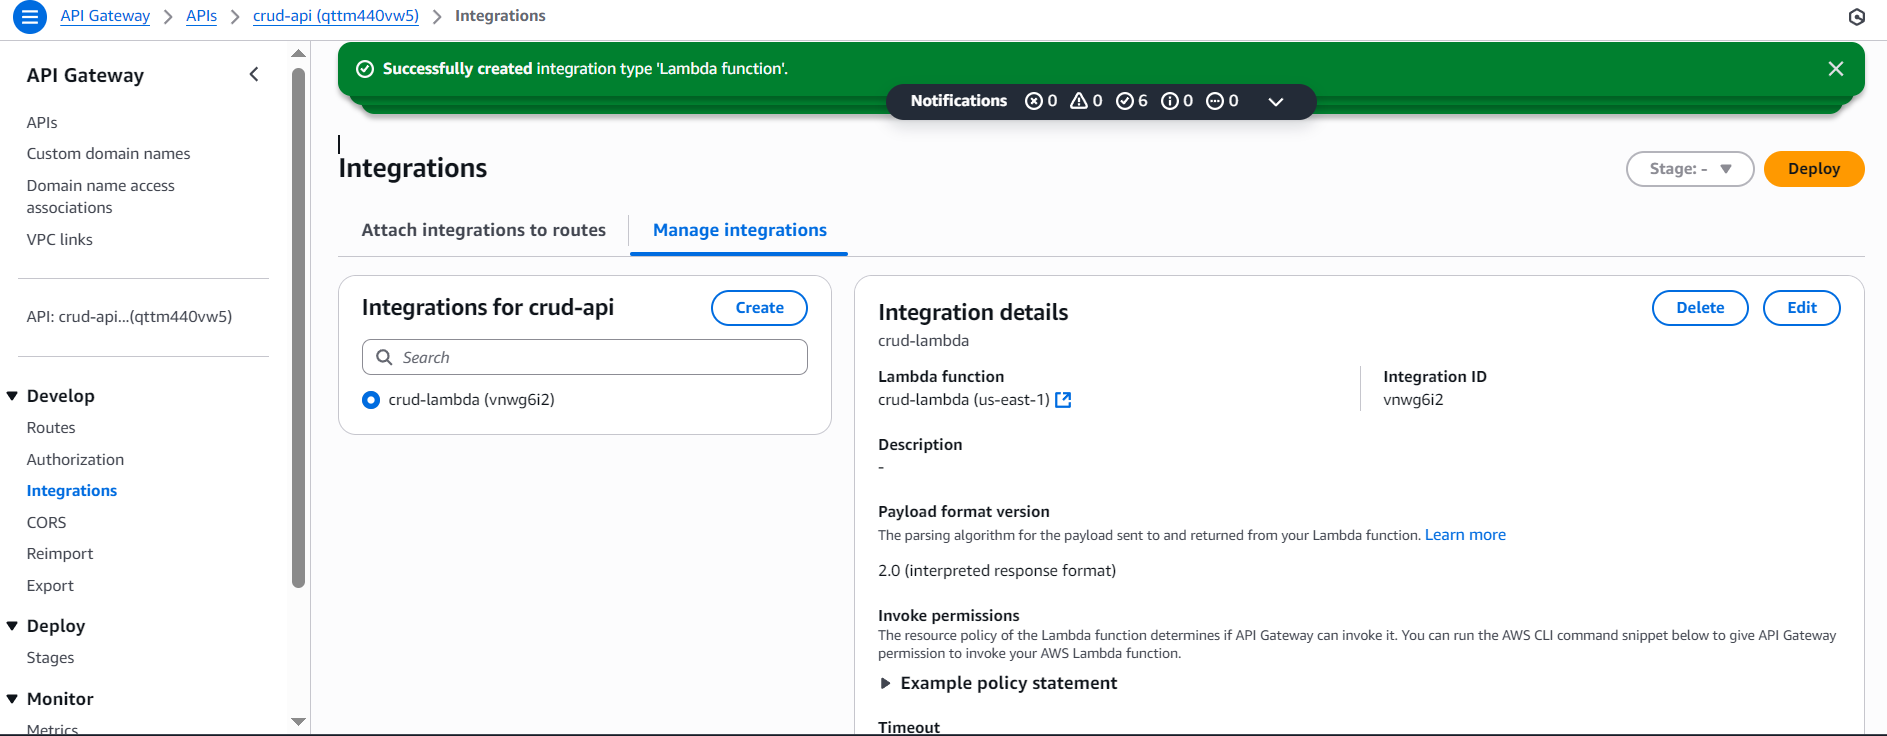 API Gateway > APIs > crud-api (qttm440vw5) > Integrations
API Gateway
APIs
Custom domain names
Domain name access
associations
VPC links
API: crud-api...(qttm440vw5)
Develop
Routes
Authorization
Integrations
CORS
Reimport
Export
Deploy
Stages
Monitor
Metrics
Successfully created integration type 'Lambda function'.
Notifications 0 0 6 0 0
Integrations
Stage: -
Deploy
Attach integrations to routes
Manage integrations
Integrations for crud-api
Create
Search
crud-lambda (vnwg6i2)
Integration details
Delete
Edit
crud-lambda
Lambda function
crud-lambda (us-east-1)
Integration ID
vnwg6i2
Description
-
Payload format version
The parsing algorithm for the payload sent to and returned from your Lambda function. Learn more
2.0 (interpreted response format)
Invoke permissions
The resource policy of the Lambda function determines if API Gateway can invoke it. You can run the AWS CLI command snippet below to give API Gateway
permission to invoke your AWS Lambda function.
Example policy statement
Timeout